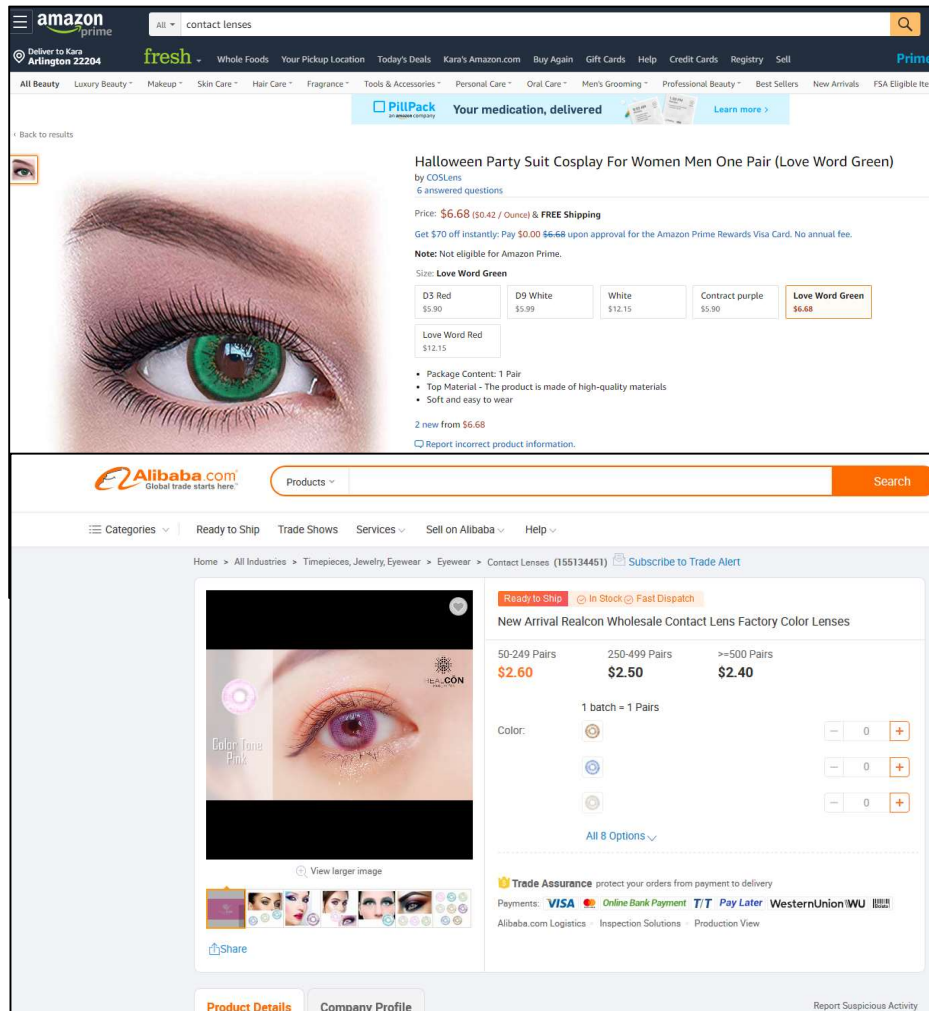 amazon
prime
All
contact lenses
Deliver to Kara
Arlington 22204
fresh
Whole Foods Your Pickup Location Today's Deals Kara's Amazon.com Buy Again Gift Cards Help Credit Cards Registry Sell
Prime
All Beauty Luxury Beauty Makeup Skin Care Hair Care Fragrance Tools & Accessories Personal Care Oral Care Men's Grooming Professional Beauty Best Sellers New Arrivals FSA Eligible Ite
PillPack
an amazon company
Your medication, delivered
Learn more ›
‹ Back to results
Halloween Party Suit Cosplay For Women Men One Pair (Love Word Green)
by COSLens
6 answered questions
Price: $6.68 ($0.42 / Ounce) & FREE Shipping
Get $70 off instantly: Pay $0.00 $6.68 upon approval for the Amazon Prime Rewards Visa Card. No annual fee.
Note: Not eligible for Amazon Prime.
Size: Love Word Green
D3 Red D9 White White Contract purple Love Word Green
$5.90 $5.99 $12.15 $5.90 $6.68
Love Word Red
$12.15
• Package Content: 1 Pair
• Top Material - The product is made of high-quality materials
• Soft and easy to wear
2 new from $6.68
Report incorrect product information.
Alibaba.com
Global trade starts here.
Products
Search
Categories Ready to Ship Trade Shows Services Sell on Alibaba Help
Home > All Industries > Timepieces, Jewelry, Eyewear > Eyewear > Contact Lenses (155134451) Subscribe to Trade Alert
Ready to Ship In Stock Fast Dispatch
New Arrival Realcon Wholesale Contact Lens Factory Color Lenses
50-249 Pairs 250-499 Pairs >=500 Pairs
$2.60 $2.50 $2.40
1 batch = 1 Pairs
REALCON
Color Tone
Pink
Color:
0
0
0
All 8 Options
View larger image
Trade Assurance protect your orders from payment to delivery
Payments: VISA Online Bank Payment T/T Pay Later WesternUnion WU
Alibaba.com Logistics · Inspection Solutions · Production View
Share
Product Details Company Profile
Report Suspicious Activity